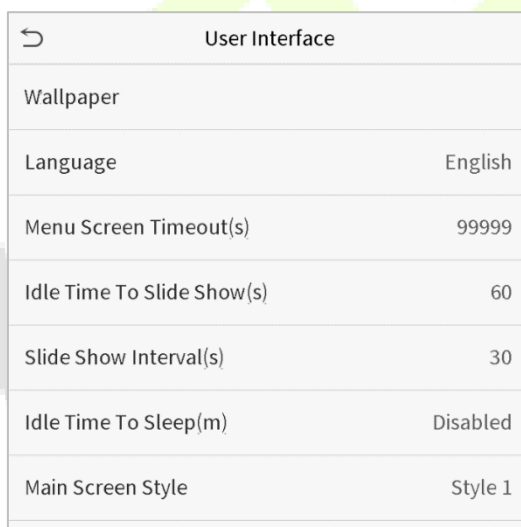 User Interface
Wallpaper
Language English
Menu Screen Timeout(s) 99999
Idle Time To Slide Show(s) 60
Slide Show Interval(s) 30
Idle Time To Sleep(m) Disabled
Main Screen Style Style 1